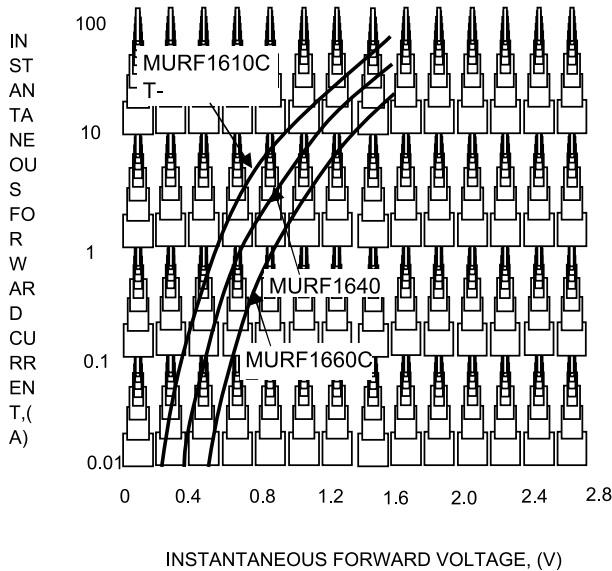 IN
ST
AN
TA
NE
OU
S
FO
R
W
AR
D
CU
RR
EN
T,(
A)
100
10
1
0.1
0.01
MURF1610C
T-
MURF1640
MURF1660C
0 0.4 0.8 1.2 1.6 2.0 2.4 2.8
INSTANTANEOUS FORWARD VOLTAGE, (V)